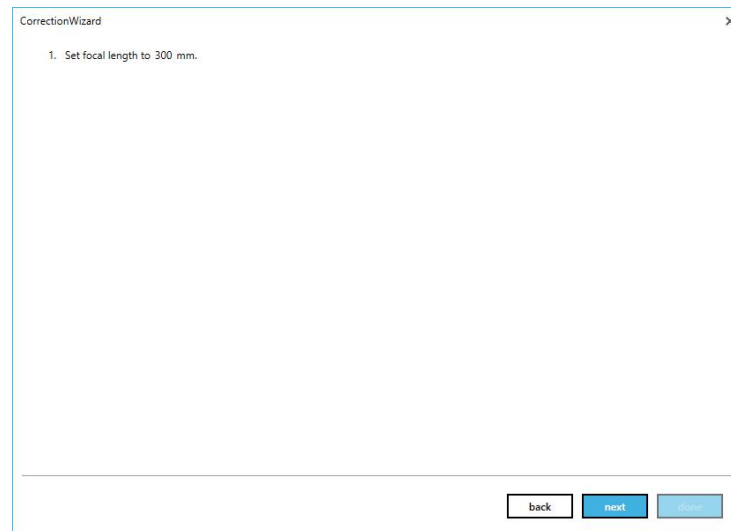 CorrectionWizard
1. Set focal length to 300 mm.
back next done